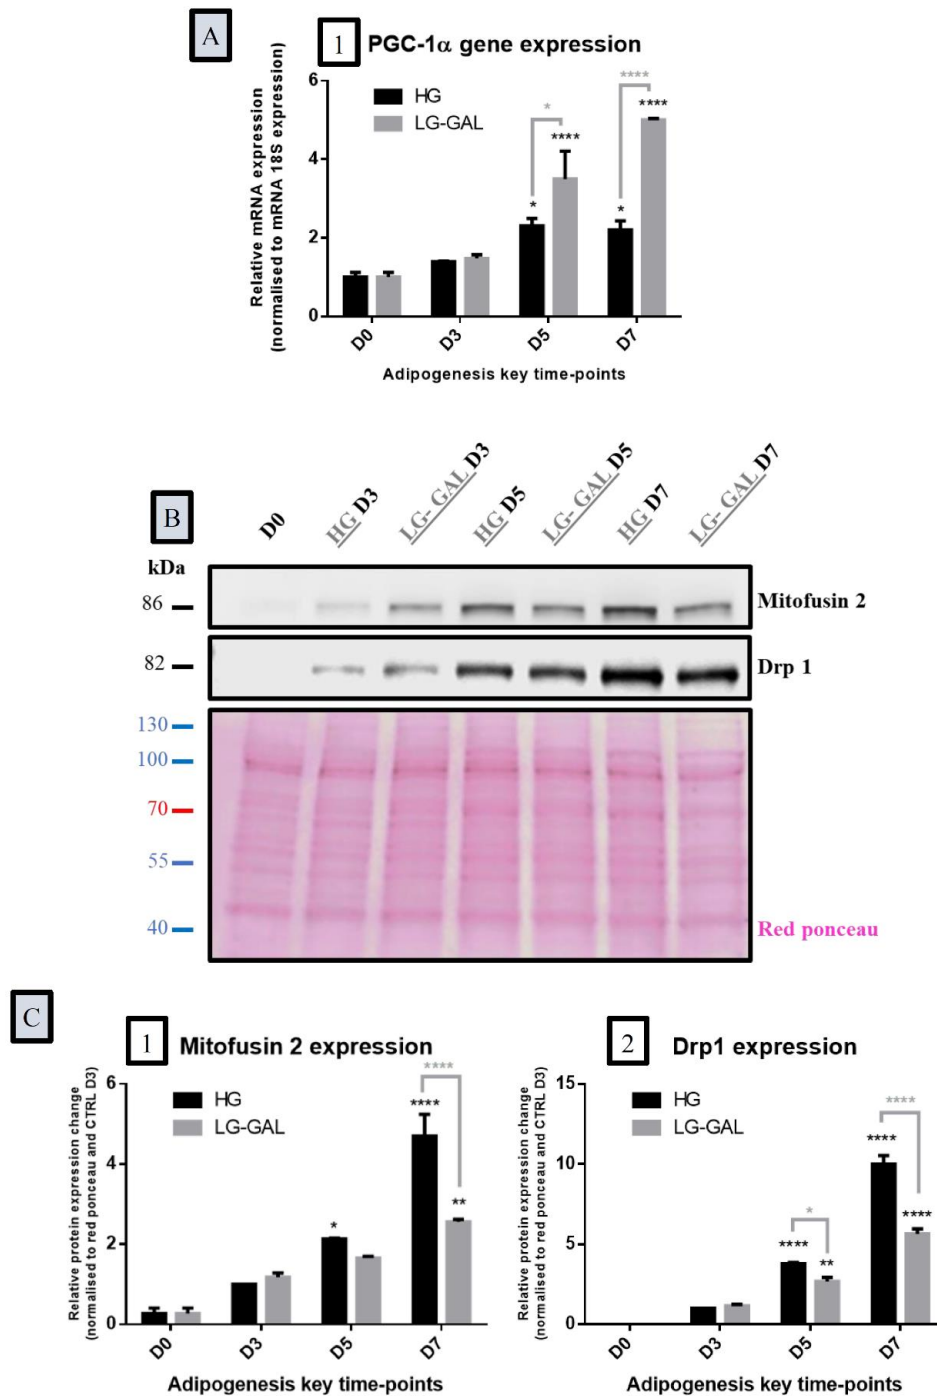 A
1 PGC-1α gene expression
Relative mRNA expression
(normalised to mRNA 18S expression)
6
4
2
0
HG
LG-GAL
*
****
*
****
*
****
D0 D3 D5 D7
Adipogenesis key time-points
B
D0 HG D3 LG- GAL D3 HG D5 LG- GAL D5 HG D7 LG- GAL D7
kDa
86 Mitofusin 2
82 Drp 1
130
100
70
55
40
Red ponceau
C
1 Mitofusin 2 expression
Relative protein expression change
(normalised to red ponceau and CTRL D3)
6
4
2
0
HG
LG-GAL
****
****
*
**
D0 D3 D5 D7
Adipogenesis key time-points
2 Drp1 expression
Relative protein expression change
(normalised to red ponceau and CTRL D3)
15
10
5
0
HG
LG-GAL
****
****
*
****
****
**
D0 D3 D5 D7
Adipogenesis key time-points